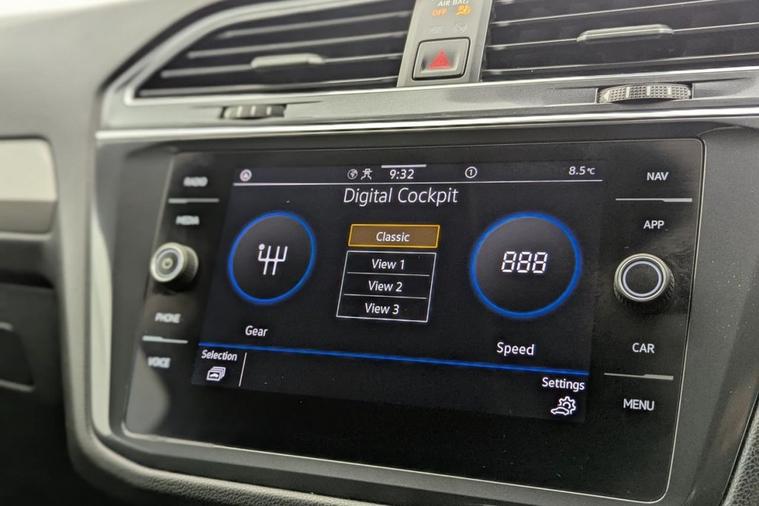 AIR BAG
OFF
RADIO
MEDIA
PHONE
VOICE
9:32
1
8.5°C
Digital Cockpit
Classic
View 1
View 2
View 3
888
Gear
Speed
Selection
Settings
NAV
APP
CAR
MENU